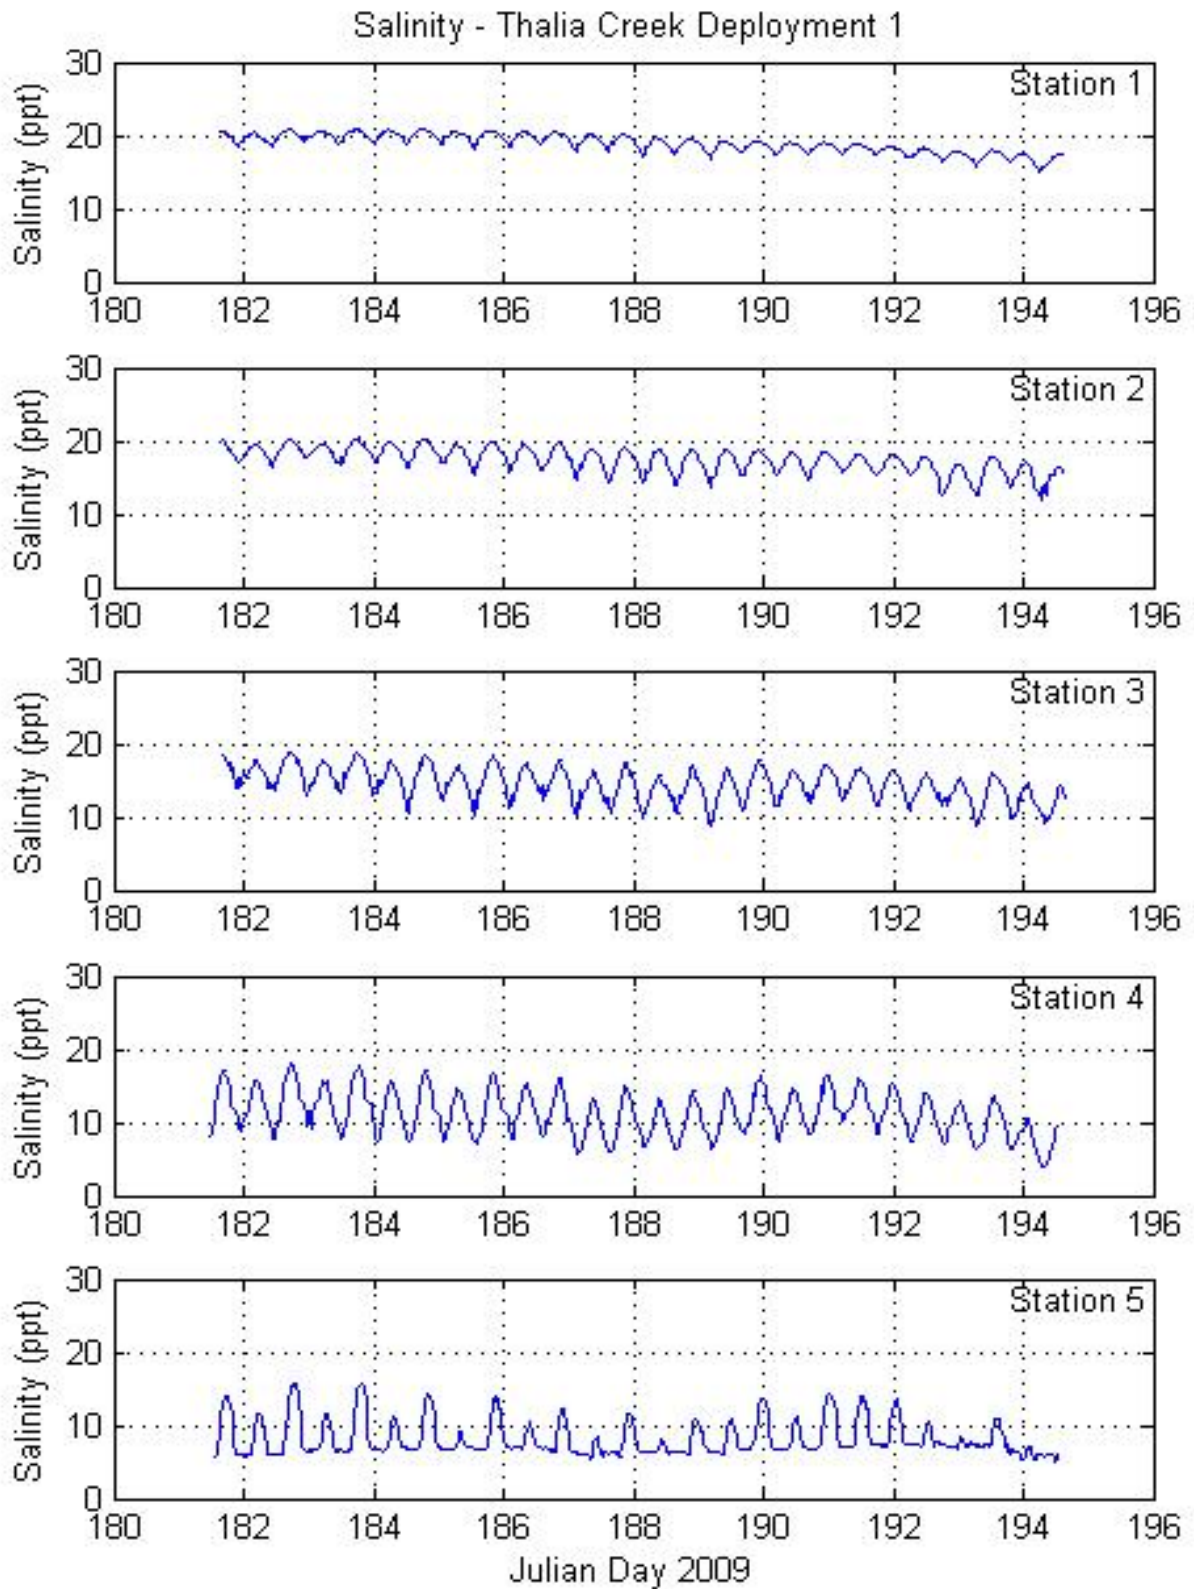 Salinity - Thalia Creek Deployment 1
30
Station 1
20
10
0
Salinity (ppt)
180 182 184 186 188 190 192 194 196
30
Station 2
20
10
0
Salinity (ppt)
180 182 184 186 188 190 192 194 196
30
Station 3
20
10
0
Salinity (ppt)
180 182 184 186 188 190 192 194 196
30
Station 4
20
10
0
Salinity (ppt)
180 182 184 186 188 190 192 194 196
30
Station 5
20
10
0
Salinity (ppt)
180 182 184 186 188 190 192 194 196
Julian Day 2009